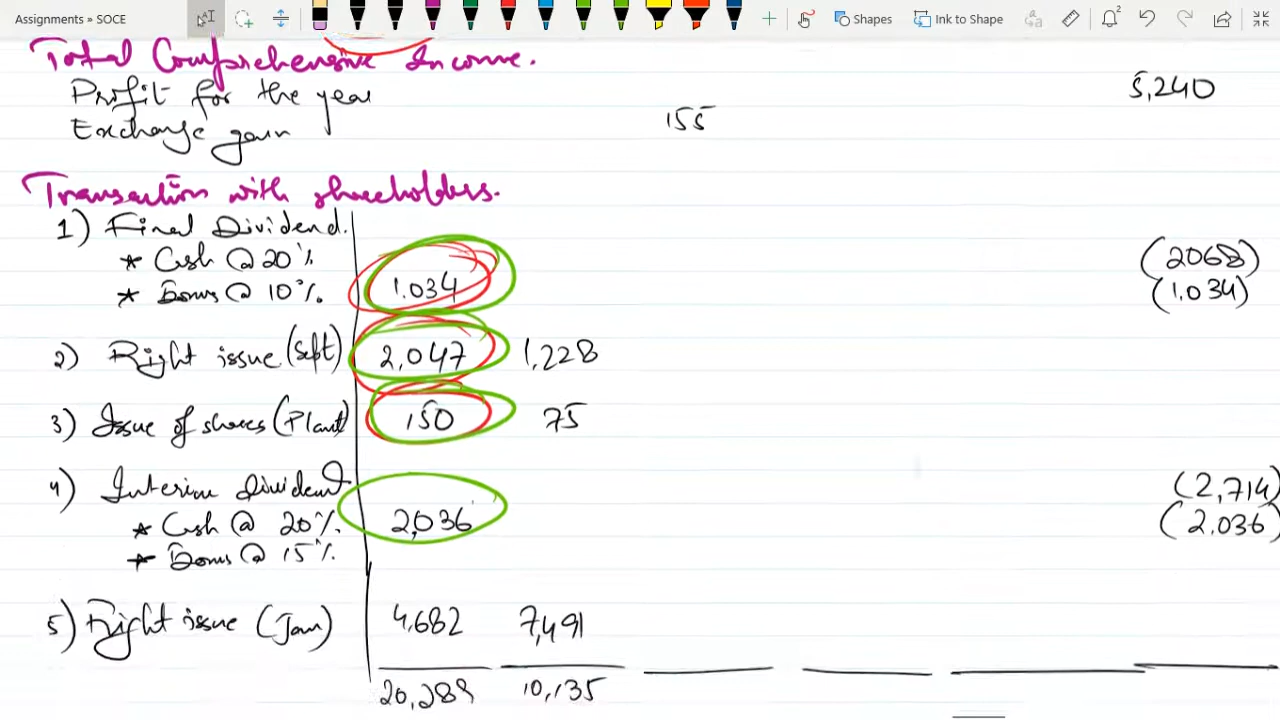 Assignments » SOCE
Shapes
Ink to Shape
Total Comprehensive Income.
Profit for the year 5,240
Exchange gain 155
Transaction with shareholders.
1) Final Dividend.
* Cash @ 20% (2068)
* Bonus @ 10% 1.034 (1.034)
2) Right issue (Sept) 2,047 1,228
3) Issue of shares (Plant) 150 75
4) Interim Dividend (2,714)
* Cash @ 20% 2,036 (2.036)
* Bonus @ 15%
5) Right issue (Jan) 4,682 7,491
20,289 10,135